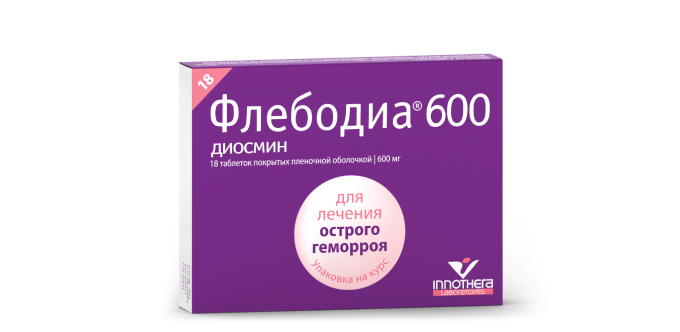 18
Флебодиа® 600
ДИОСМИН
18 таблеток покрытых пленочной оболочкой | 600 мг
для
лечения
острого
геморроя
Упаковка на курс
INNOTHERA
LABORATOIRES